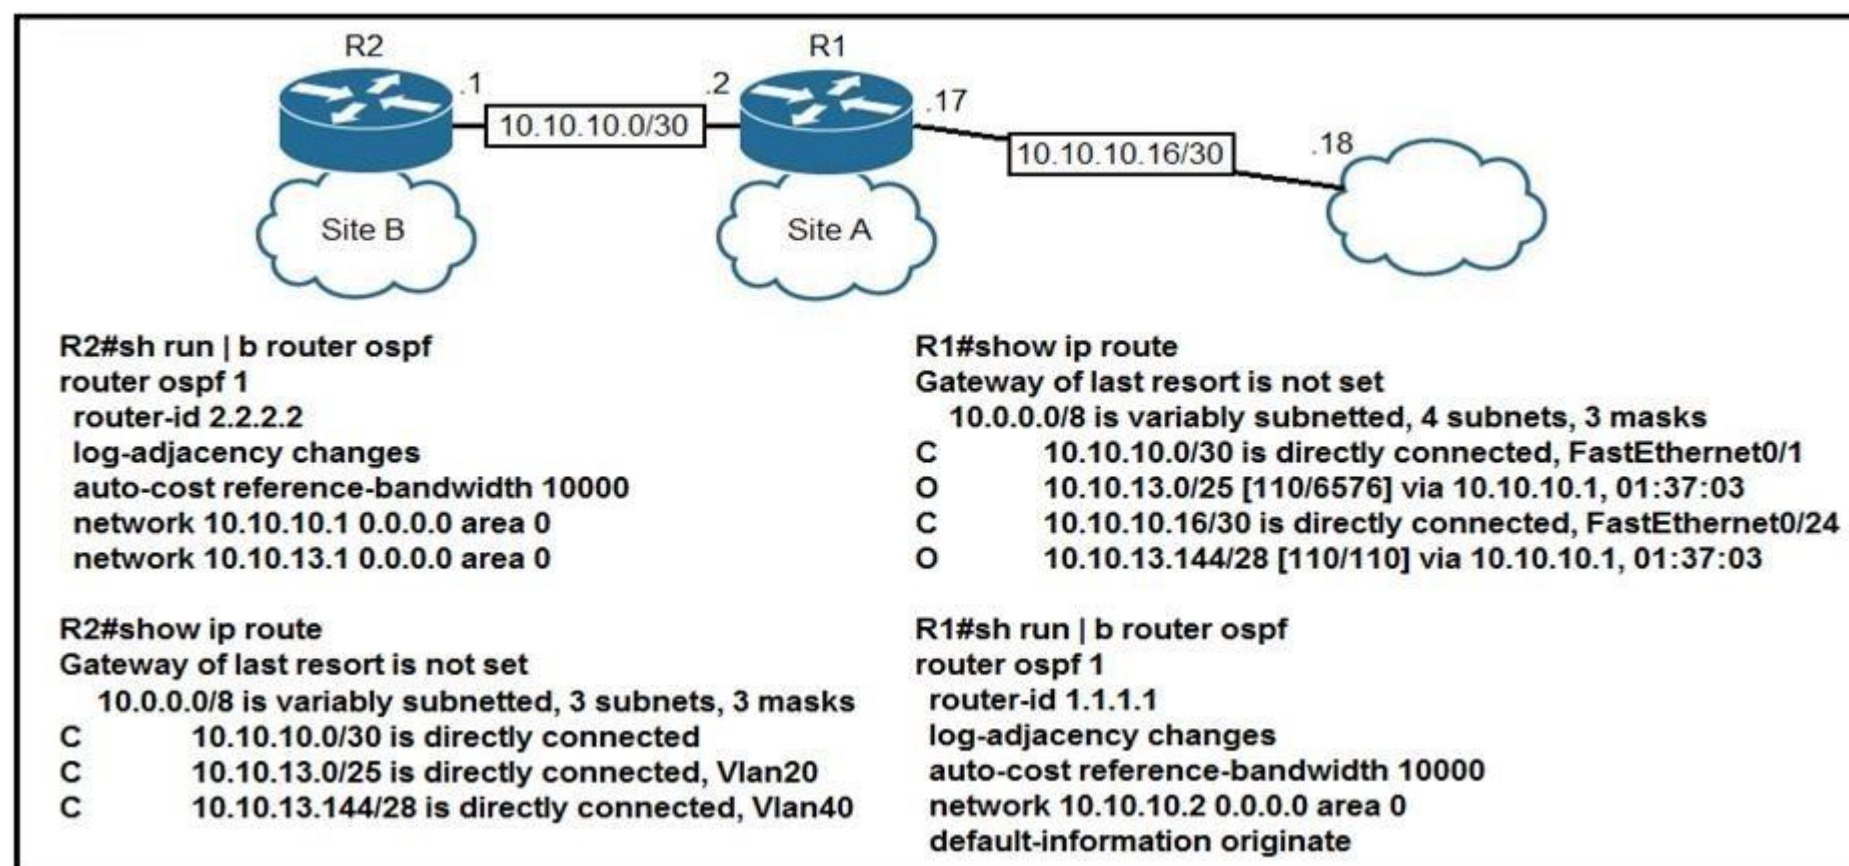 R2
R1
.1
.2
.17
10.10.10.0/30
10.10.10.16/30
.18
Site B
Site A
R2#sh run | b router ospf
router ospf 1
router-id 2.2.2.2
log-adjacency changes
auto-cost reference-bandwidth 10000
network 10.10.10.1 0.0.0.0 area 0
network 10.10.13.1 0.0.0.0 area 0
R1#show ip route
Gateway of last resort is not set
10.0.0.0/8 is variably subnetted, 4 subnets, 3 masks
C 10.10.10.0/30 is directly connected, FastEthernet0/1
O 10.10.13.0/25 [110/6576] via 10.10.10.1, 01:37:03
C 10.10.10.16/30 is directly connected, FastEthernet0/24
O 10.10.13.144/28 [110/110] via 10.10.10.1, 01:37:03
R2#show ip route
Gateway of last resort is not set
10.0.0.0/8 is variably subnetted, 3 subnets, 3 masks
C 10.10.10.0/30 is directly connected
C 10.10.13.0/25 is directly connected, Vlan20
C 10.10.13.144/28 is directly connected, Vlan40
R1#sh run | b router ospf
router ospf 1
router-id 1.1.1.1
log-adjacency changes
auto-cost reference-bandwidth 10000
network 10.10.10.2 0.0.0.0 area 0
default-information originate